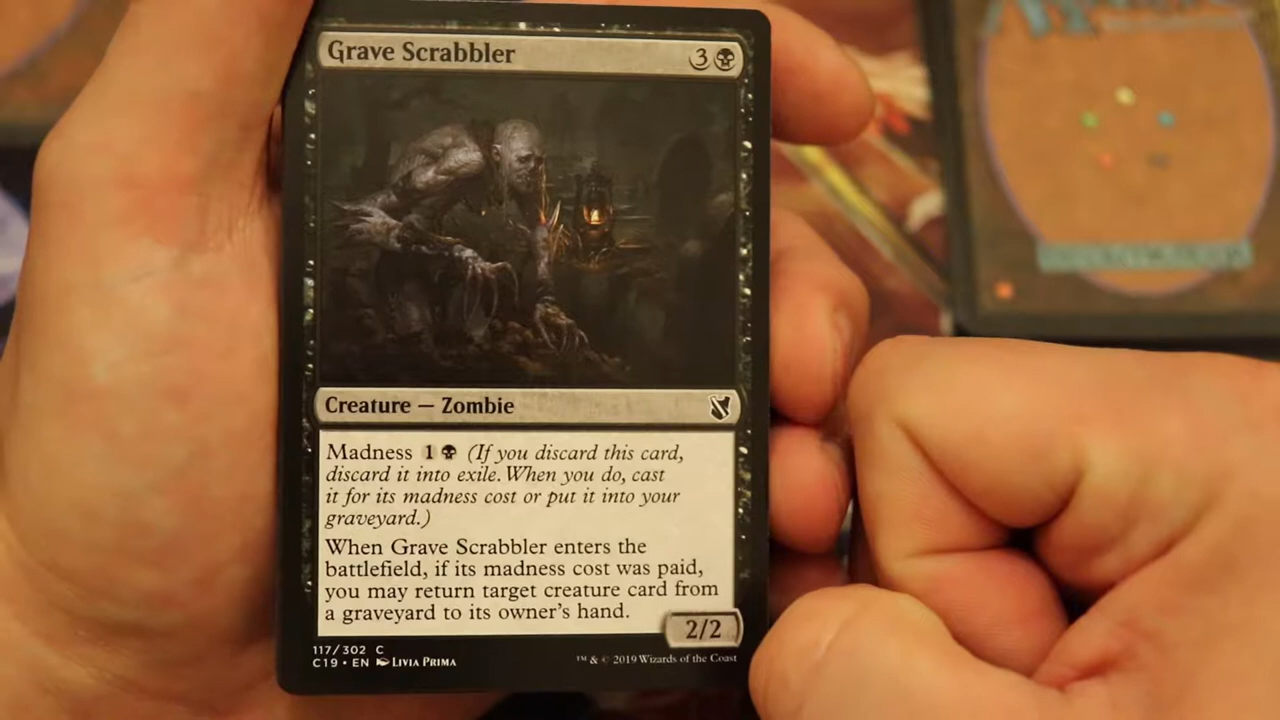 Grave Scrabbler 3
Creature — Zombie
Madness 1 (If you discard this card,
discard it into exile. When you do, cast
it for its madness cost or put it into your
graveyard.)
When Grave Scrabbler enters the
battlefield, if its madness cost was paid,
you may return target creature card from
a graveyard to its owner's hand.
2/2
117/302 C
C19 • EN LIVIA PRIMA
™ & © 2019 Wizards of the Coast